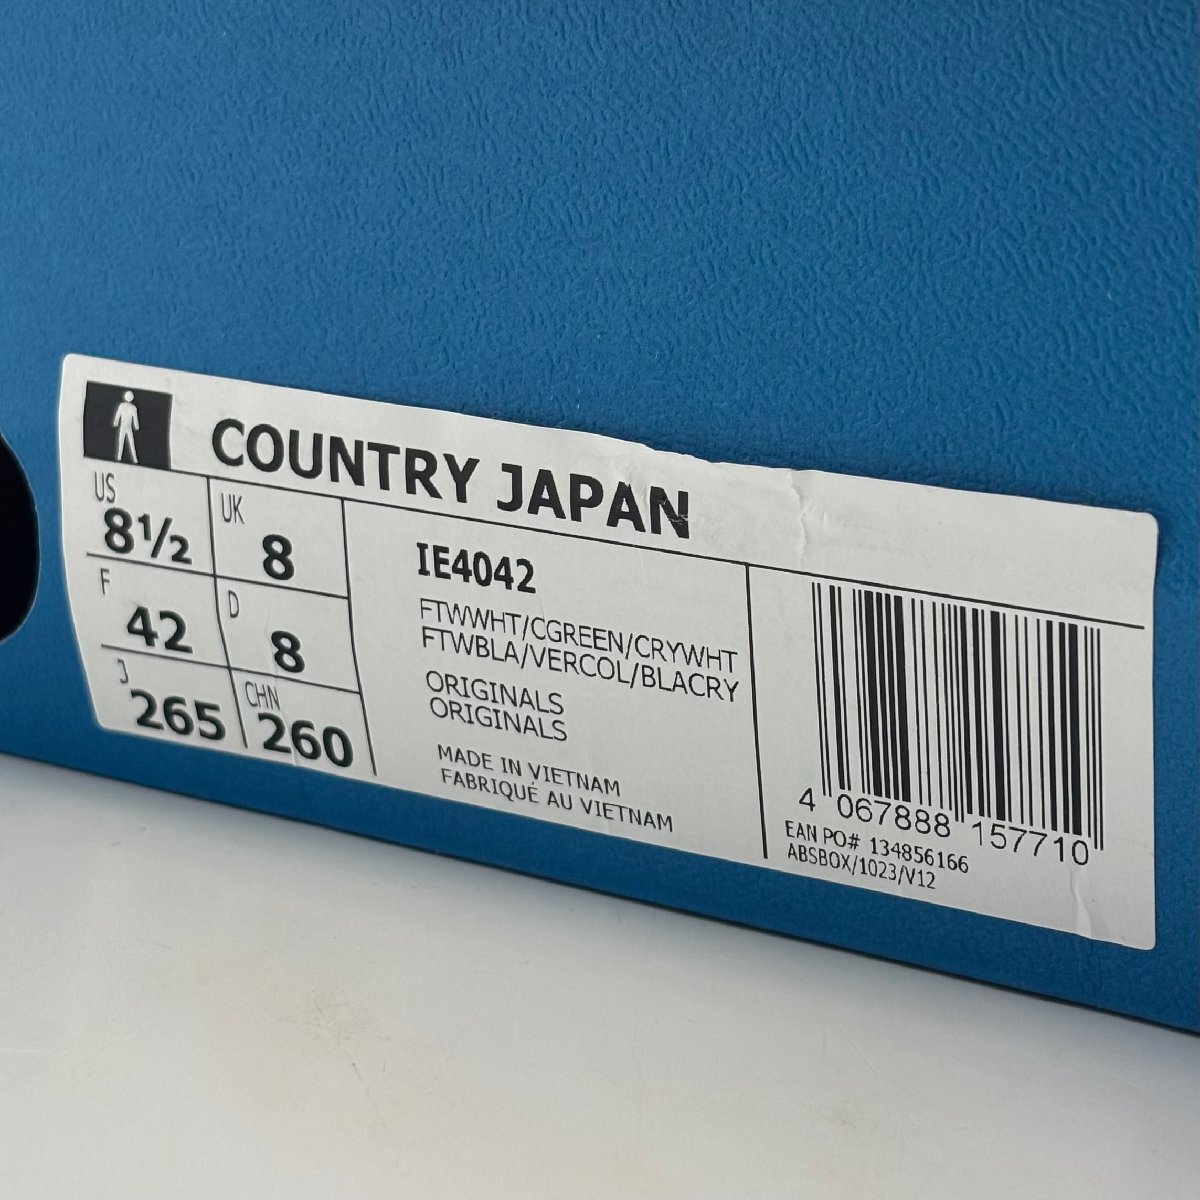 COUNTRY JAPAN
US UK
8½ 8
F D
42 8
J CHN
265 260
IE4042
FTWWHT/CGREEN/CRYWHT
FTWBLA/VERCOL/BLACRY
ORIGINALS
ORIGINALS
MADE IN VIETNAM
FABRIQUÉ AU VIETNAM
4 067888 157710
EAN PO# 134856166
ABSBOX/1023/V12